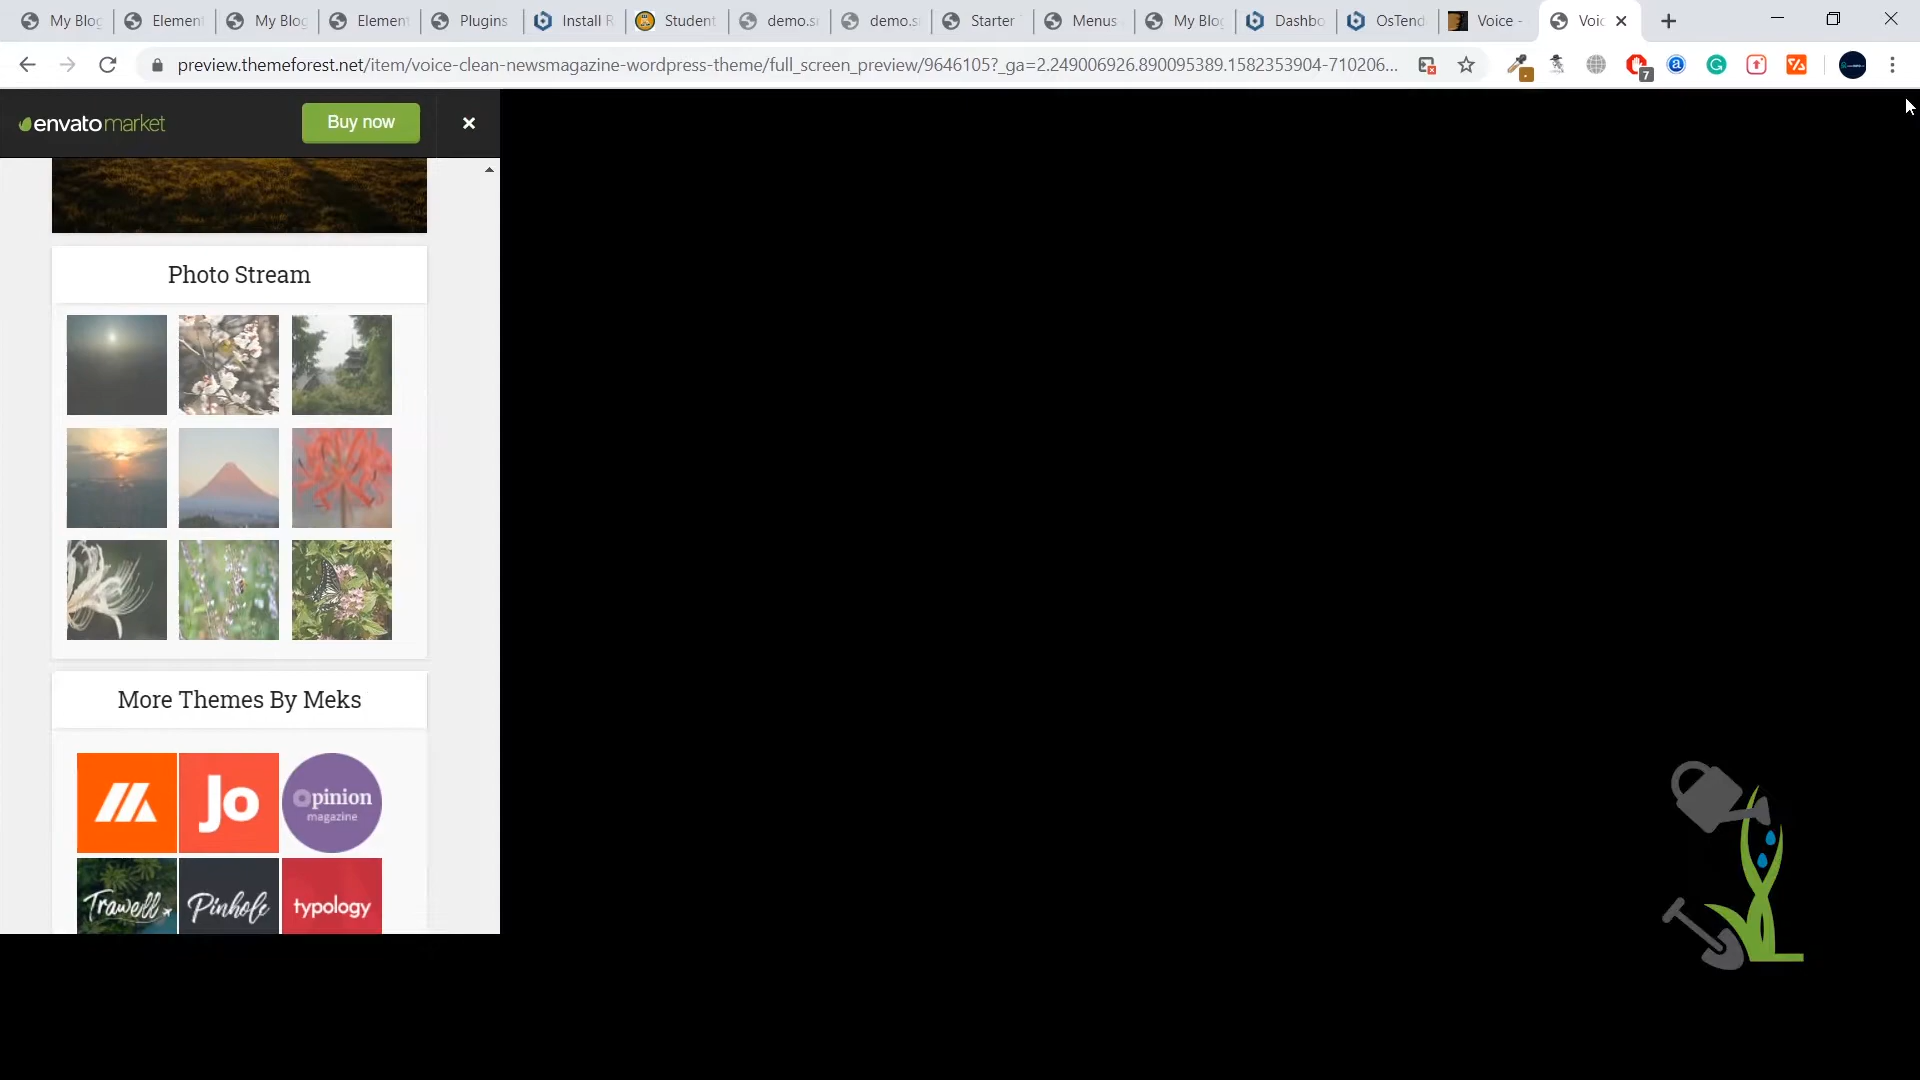 My Blog
Element
My Blog
Element
Plugins
Install R
Student
demo.s
demo.s
Starter
Menus
My Blog
Dashbo
OsTend
Voice -
Voic
preview.themeforest.net/item/voice-clean-newsmagazine-wordpress-theme/full_screen_preview/9646105?_ga=2.249006926.890095389.1582353904-710206...
7
envatomarket
Buy now
Photo Stream
More Themes By Meks
Jo
Opinion
magazine
Trawell
Pinhole
typology